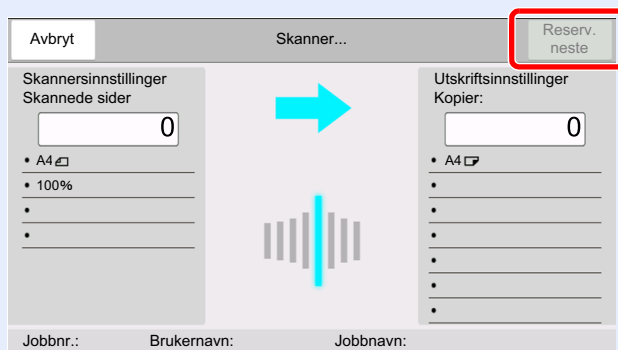 Avbryt
Skanner...
Reserv.
neste
Skannersinnstillinger
Skannede sider
0
• A4
• 100%
•
•
Utskriftsinnstillinger
Kopier:
0
• A4
•
•
•
•
•
•
Jobbnr.: Brukernavn: Jobbnavn: